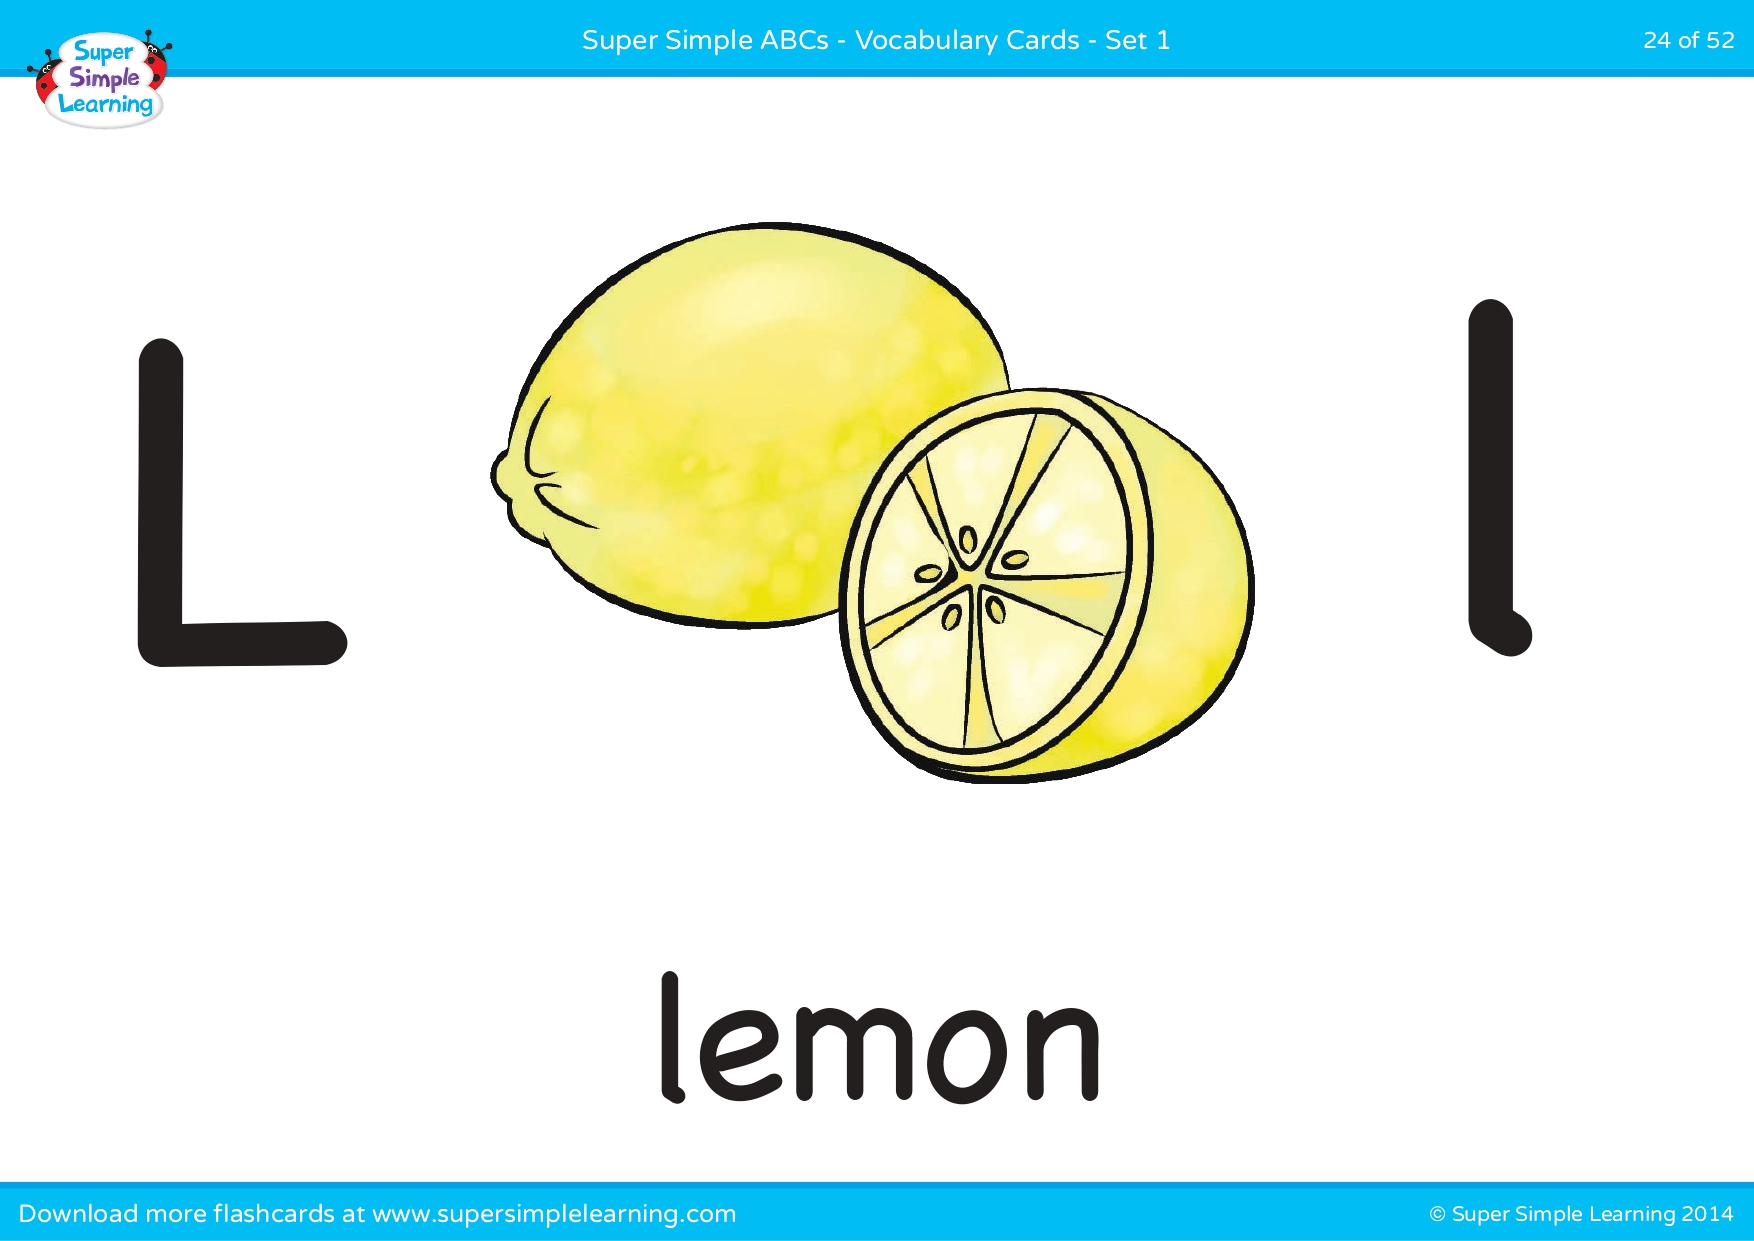 Super Simple ABCs - Vocabulary Cards - Set 1
24 of 52
Super
Simple
Learning
L
l
lemon
Download more flashcards at www.supersimplelearning.com
© Super Simple Learning 2014